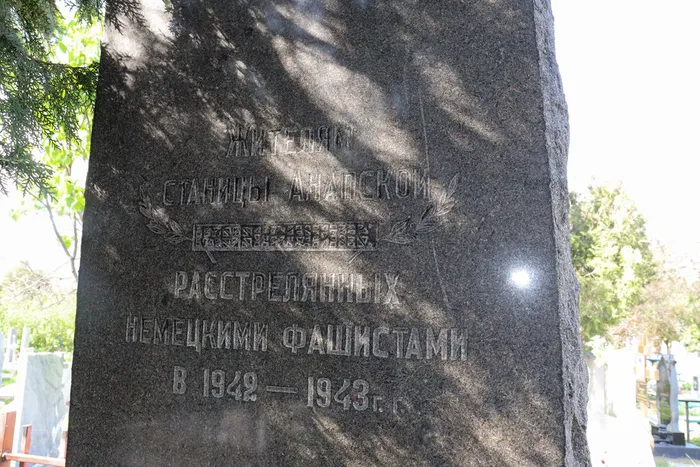 ЖИТЕЛЯМ
СТАНИЦЫ АНАПСКОЙ
РАССТРЕЛЯННЫХ
НЕМЕЦКИМИ ФАШИСТАМИ
В 1942 — 1943 г. г.